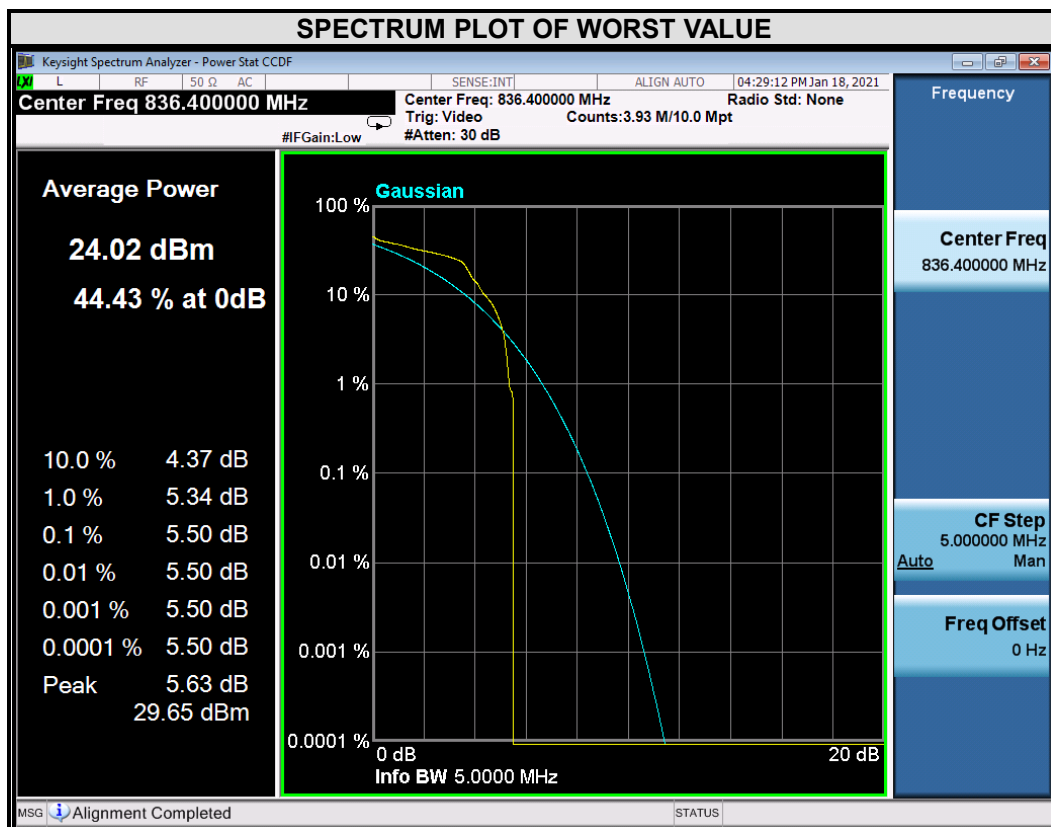 SPECTRUM PLOT OF WORST VALUE
Keysight Spectrum Analyzer - Power Stat CCDF
LXI L RF 50 Ω AC SENSE:INT ALIGN AUTO 04:29:12 PM Jan 18, 2021
Center Freq 836.400000 MHz
Center Freq: 836.400000 MHz Radio Std: None
Trig: Video Counts:3.93 M/10.0 Mpt
#IFGain:Low #Atten: 30 dB
Average Power
24.02 dBm
44.43 % at 0dB
10.0 % 4.37 dB
1.0 % 5.34 dB
0.1 % 5.50 dB
0.01 % 5.50 dB
0.001 % 5.50 dB
0.0001 % 5.50 dB
Peak 5.63 dB
29.65 dBm
Gaussian
100 %
10 %
1 %
0.1 %
0.01 %
0.001 %
0.0001 %
0 dB 20 dB
Info BW 5.0000 MHz
Frequency
Center Freq
836.400000 MHz
CF Step
5.000000 MHz
Auto Man
Freq Offset
0 Hz
MSG Alignment Completed STATUS